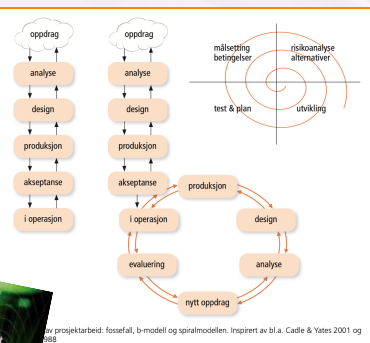 oppdrag
analyse
design
produksjon
akseptanse
i operasjon
oppdrag
analyse
design
produksjon
akseptanse
i operasjon
produksjon
design
analyse
nytt oppdrag
evaluering
målsetting
betingelser
risikoanalyse
alternativer
test & plan
utvikling
av prosjektarbeid: fossefall, b-modell og spiralmodellen. Inspirert av bl.a. Cadle & Yates 2001 og
988